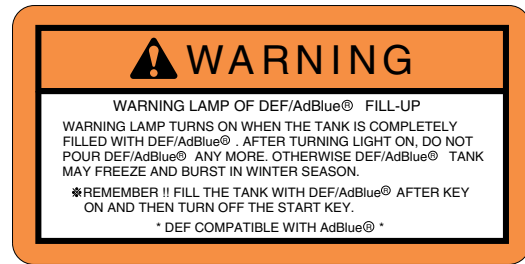 WARNING
WARNING LAMP OF DEF/AdBlue® FILL-UP
WARNING LAMP TURNS ON WHEN THE TANK IS COMPLETELY
FILLED WITH DEF/AdBlue® . AFTER TURNING LIGHT ON, DO NOT
POUR DEF/AdBlue® ANY MORE. OTHERWISE DEF/AdBlue® TANK
MAY FREEZE AND BURST IN WINTER SEASON.
※REMEMBER !! FILL THE TANK WITH DEF/AdBlue® AFTER KEY
ON AND THEN TURN OFF THE START KEY.
* DEF COMPATIBLE WITH AdBlue® *